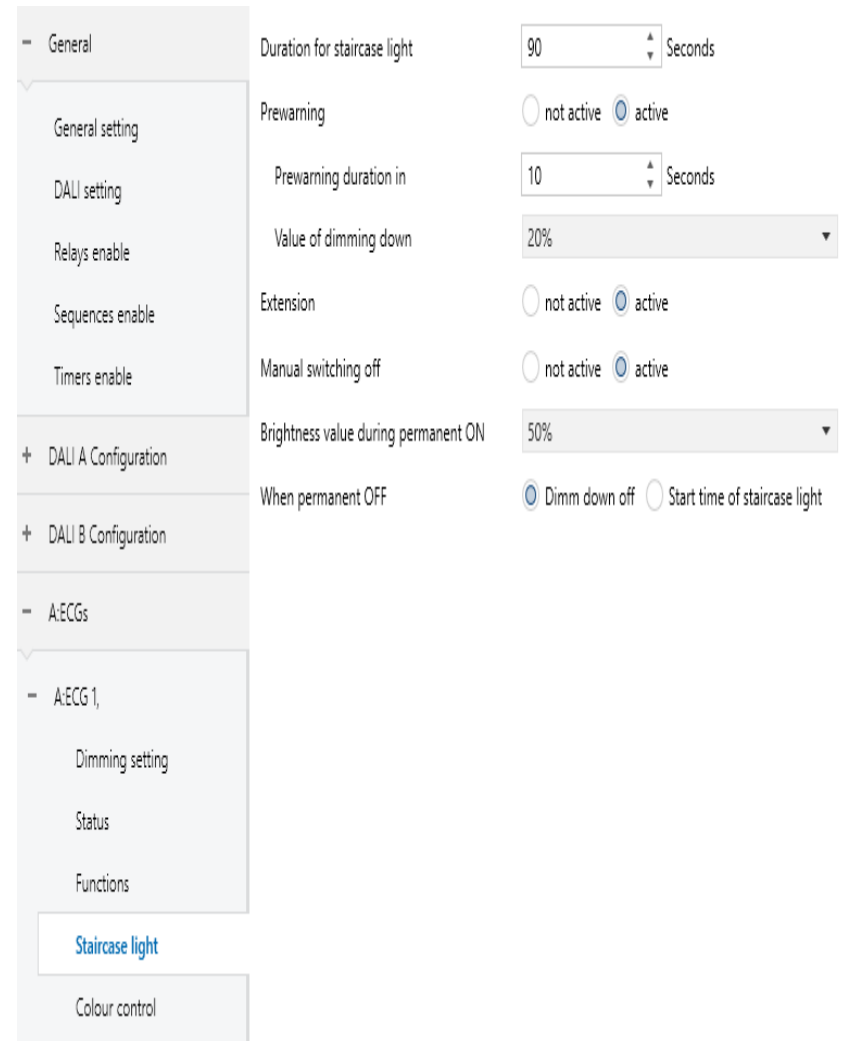 General
General setting
DALI setting
Relays enable
Sequences enable
Timers enable
DALI A Configuration
DALI B Configuration
A:ECGs
A:ECG 1,
Dimming setting
Status
Functions
Staircase light
Colour control
Duration for staircase light 90 Seconds
Prewarning not active active
Prewarning duration in 10 Seconds
Value of dimming down 20%
Extension not active active
Manual switching off not active active
Brightness value during permanent ON 50%
When permanent OFF Dimm down off Start time of staircase light